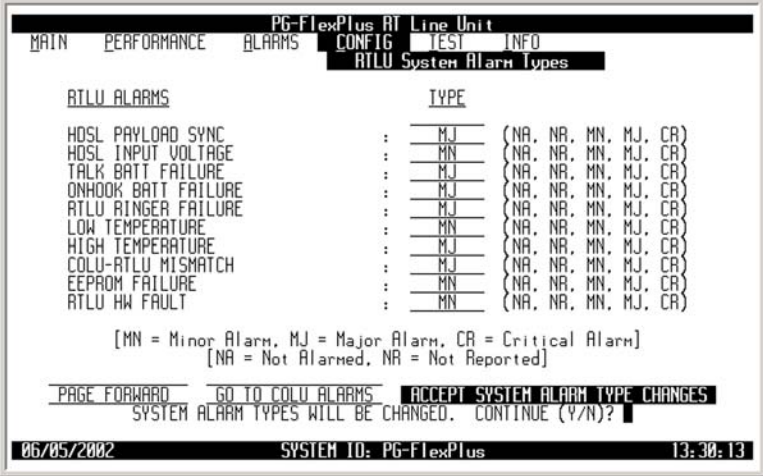 PG-FlexPlus RT Line Unit
MAIN PERFORMANCE ALARMS CONFIG TEST INFO
RTLU System Alarm Types
RTLU ALARMS TYPE
HDSL PAYLOAD SYNC : MJ (NA, NR, MN, MJ, CR)
HDSL INPUT VOLTAGE : MN (NA, NR, MN, MJ, CR)
TALK BATT FAILURE : MJ (NA, NR, MN, MJ, CR)
ONHOOK BATT FAILURE : MJ (NA, NR, MN, MJ, CR)
RTLU RINGER FAILURE : MJ (NA, NR, MN, MJ, CR)
LOW TEMPERATURE : MN (NA, NR, MN, MJ, CR)
HIGH TEMPERATURE : MJ (NA, NR, MN, MJ, CR)
COLU-RTLU MISMATCH : MJ (NA, NR, MN, MJ, CR)
EEPROM FAILURE : MN (NA, NR, MN, MJ, CR)
RTLU HW FAULT : MN (NA, NR, MN, MJ, CR)
[MN = Minor Alarm, MJ = Major Alarm, CR = Critical Alarm]
[NA = Not Alarmed, NR = Not Reported]
PAGE FORWARD GO TO COLU ALARMS ACCEPT SYSTEM ALARM TYPE CHANGES
SYSTEM ALARM TYPES WILL BE CHANGED. CONTINUE (Y/N)?
06/05/2002 SYSTEM ID: PG-FlexPlus 13:30:13